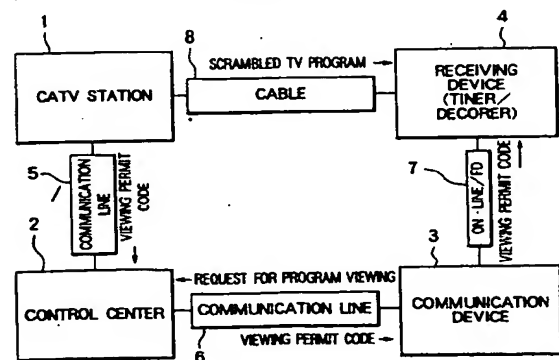 1
CATV STATION
8
SCRAMBLED TV PROGRAM →
CABLE
4
RECEIVING
DEVICE
(TINER/
DECORER)
5
COMMUNICATION
LINE
VIEWING PERMIT
CODE
→
7
ON-LINE/FD
VIEWING PERMIT CODE
→
2
CONTROL CENTER
← REQUEST FOR PROGRAM VIEWING
COMMUNICATION LINE
6
VIEWING PERMIT CODE →
3
COMMUNICATION
DEVICE